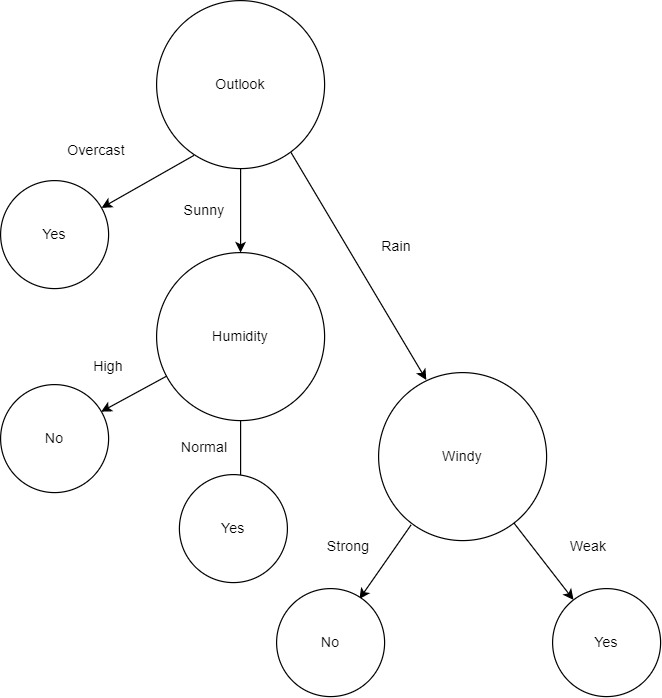 Outlook
Overcast
Sunny
Yes
Rain
Humidity
High
No
Normal
Windy
Yes
Strong
Weak
No
Yes